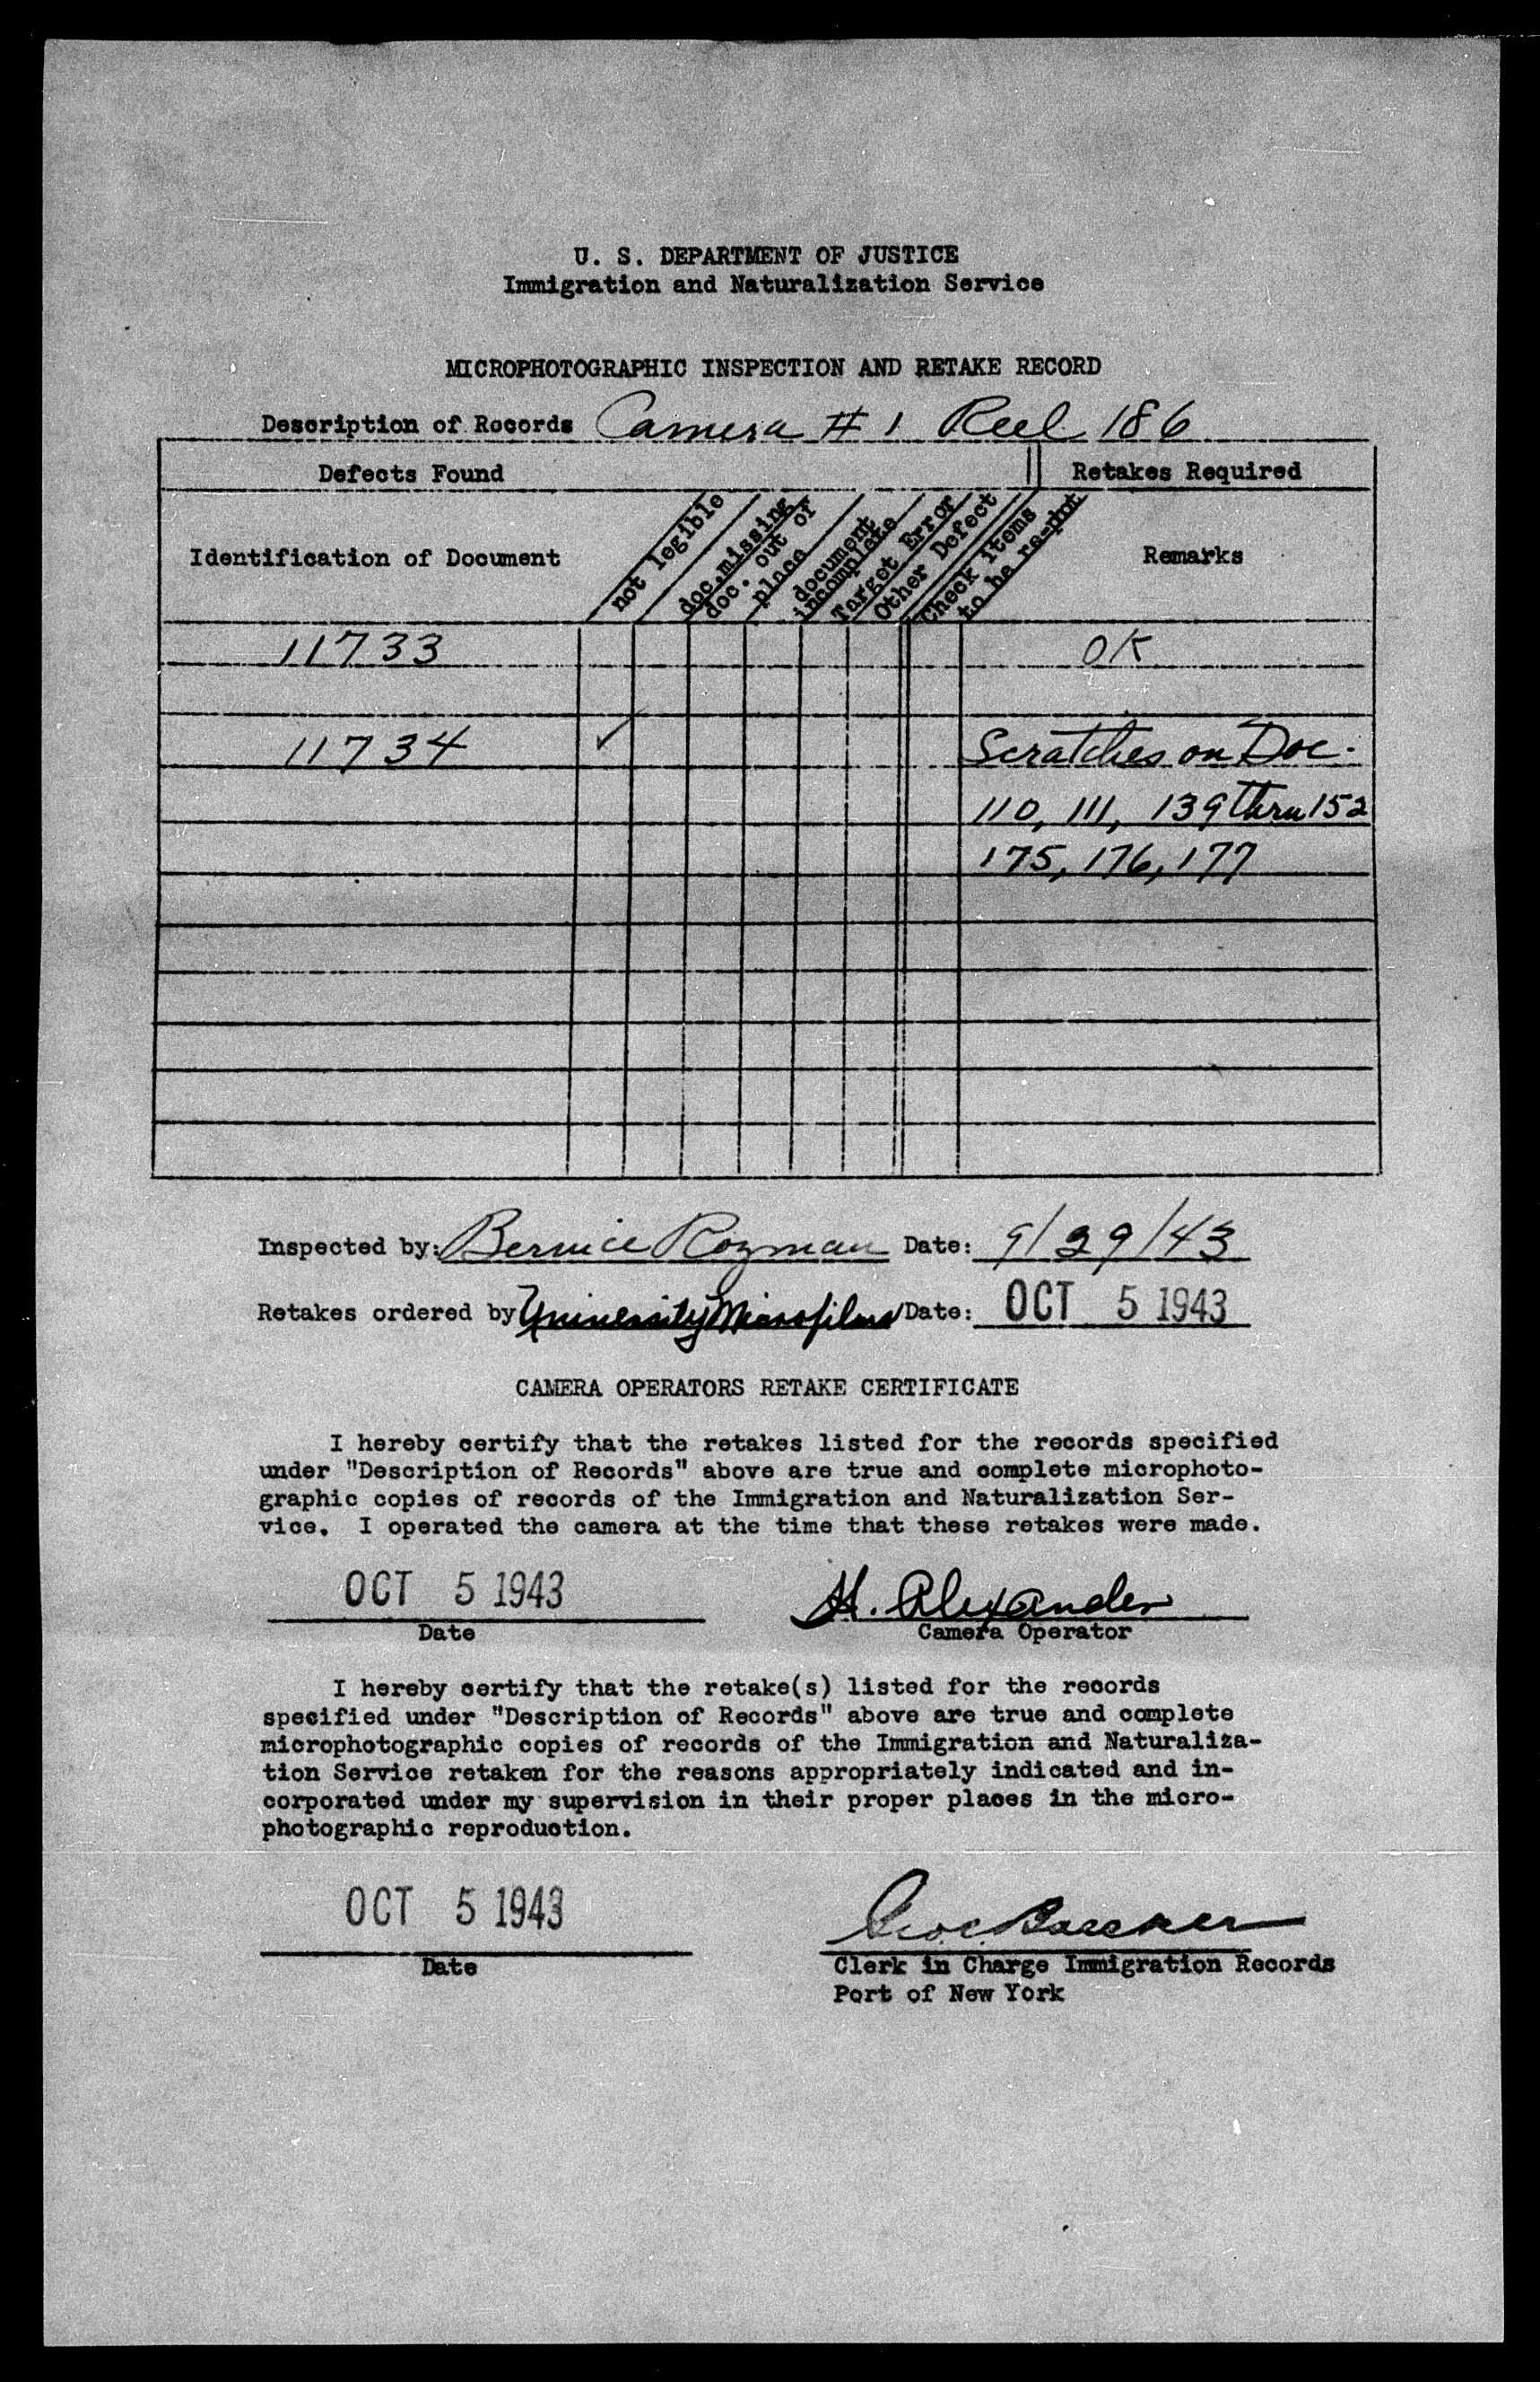 U. S. DEPARTMENT OF JUSTICE
Immigration and Naturalization Service
MICROPHOTOGRAPHIC INSPECTION AND RETAKE RECORD
Description of Records Camera # 1 Reel 186
Defects Found
Retakes Required
Identification of Document
not legible
doc. missing
doc. out of
place
document
incomplete
Target Error
Other Defect
Check items
to be re-phot
Remarks
11733 OK
11734 ✓ Scratches on Doc.
110, 111, 139 thru 152
175, 176, 177
Inspected by: Bernice Rozman Date: 9/29/43
Retakes ordered by University Microfilms Date: OCT 5 1943
CAMERA OPERATORS RETAKE CERTIFICATE
I hereby certify that the retakes listed for the records specified
under "Description of Records" above are true and complete microphoto-
graphic copies of records of the Immigration and Naturalization Ser-
vice. I operated the camera at the time that these retakes were made.
OCT 5 1943 H. Alexander
Date Camera Operator
I hereby certify that the retake(s) listed for the records
specified under "Description of Records" above are true and complete
microphotographic copies of records of the Immigration and Naturaliza-
tion Service retaken for the reasons appropriately indicated and in-
corporated under my supervision in their proper places in the micro-
photographic reproduction.
OCT 5 1943
Date Clerk in Charge Immigration Records
Port of New York